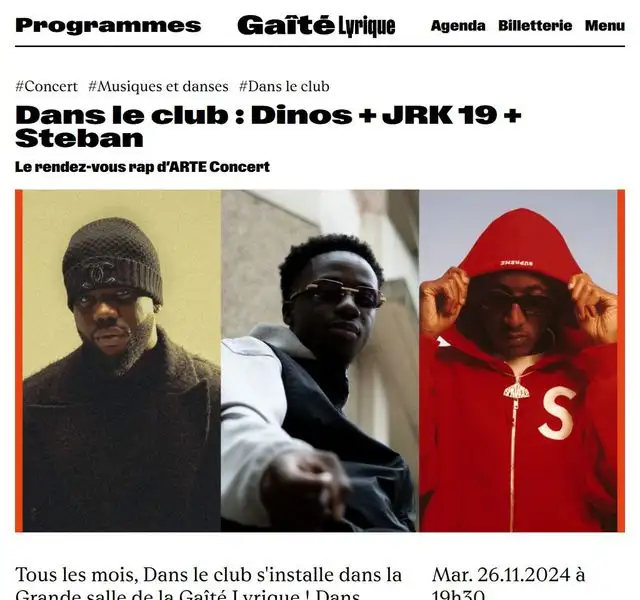 Programmes
Gaîté Lyrique
Agenda Billetterie Menu
#Concert #Musiques et danses #Dans le club
Dans le club : Dinos + JRK 19 +
Steban
Le rendez-vous rap d'ARTE Concert
SUPREME
S
Tous les mois, Dans le club s'installe dans la
Grande salle de la Gaîté Lyrique ! Dans
Mar. 26.11.2024 à
19h30